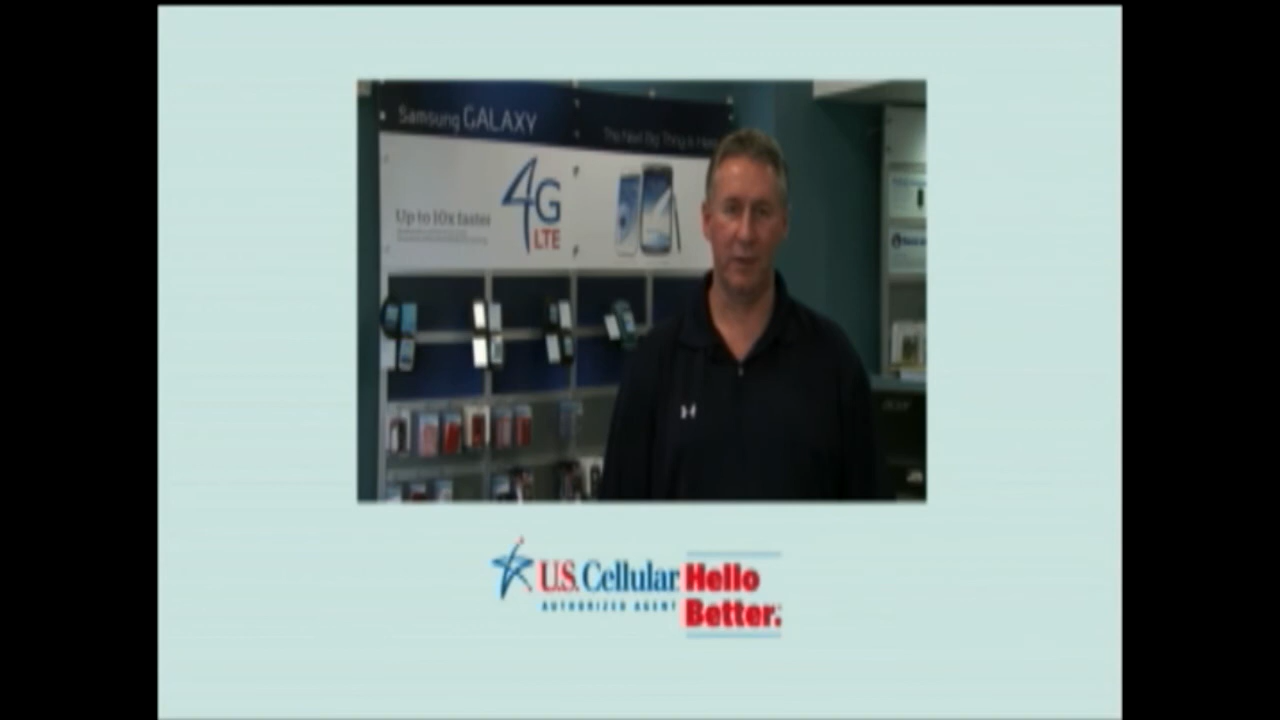 Samsung GALAXY
The Next Big Thing is Here
4G
LTE
Up to 10x faster
U.S. Cellular
AUTHORIZED AGENT
Hello
Better.